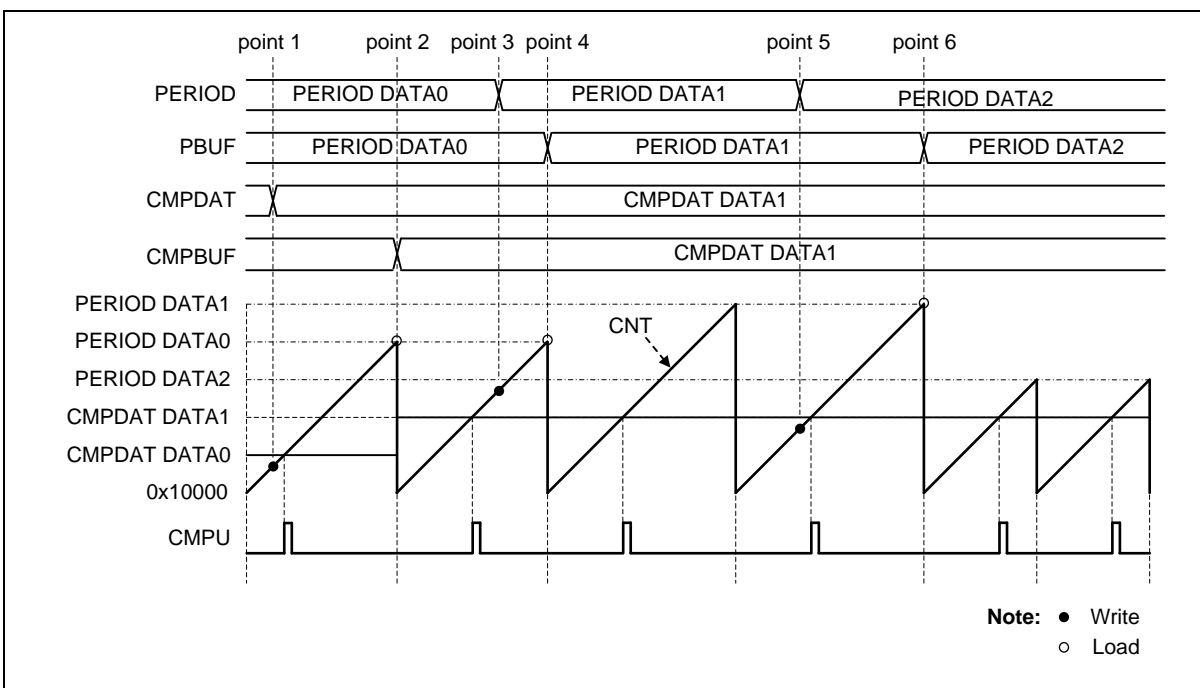 point 1 point 2 point 3 point 4 point 5 point 6
PERIOD PERIOD DATA0 PERIOD DATA1 PERIOD DATA2
PBUF PERIOD DATA0 PERIOD DATA1 PERIOD DATA2
CMPDAT CMPDAT DATA1
CMPBUF CMPDAT DATA1
PERIOD DATA1
CNT
PERIOD DATA0
PERIOD DATA2
CMPDAT DATA1
CMPDAT DATA0
0x10000
CMPU
Note: ● Write
○ Load